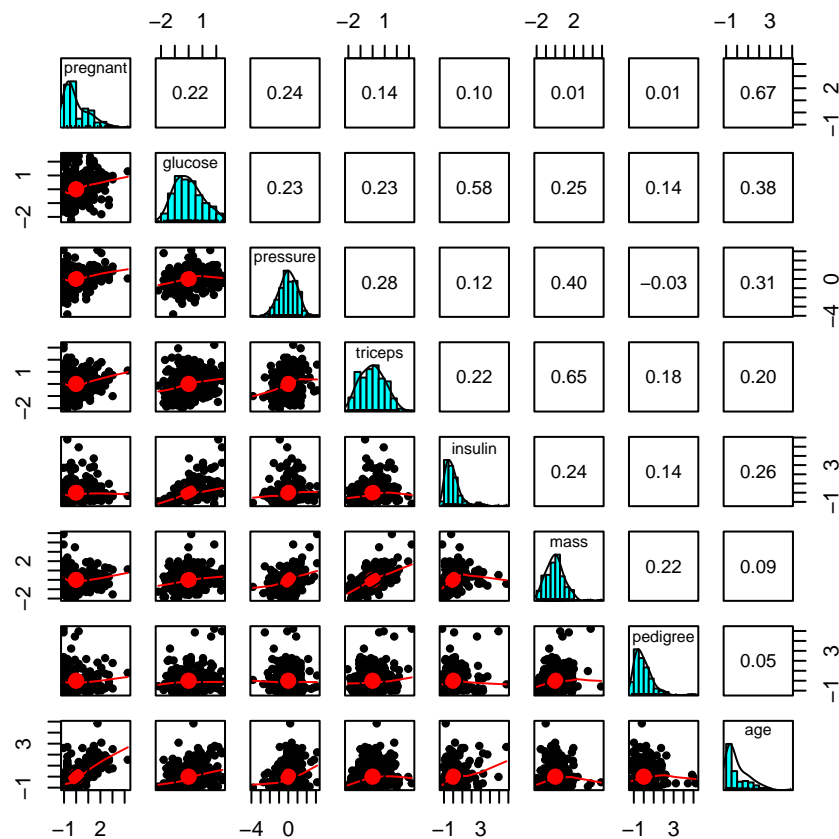 −2 1 −2 1 −2 2 −1 3
pregnant 0.22 0.24 0.14 0.10 0.01 0.01 0.67 −1 2
−2 1 glucose 0.23 0.23 0.58 0.25 0.14 0.38
pressure 0.28 0.12 0.40 −0.03 0.31 −4 0
−2 1 triceps 0.22 0.65 0.18 0.20
insulin 0.24 0.14 0.26 −1 3
−2 2 mass 0.22 0.09
pedigree 0.05 −1 3
−1 3 age
−1 2 −4 0 −1 3 −1 3